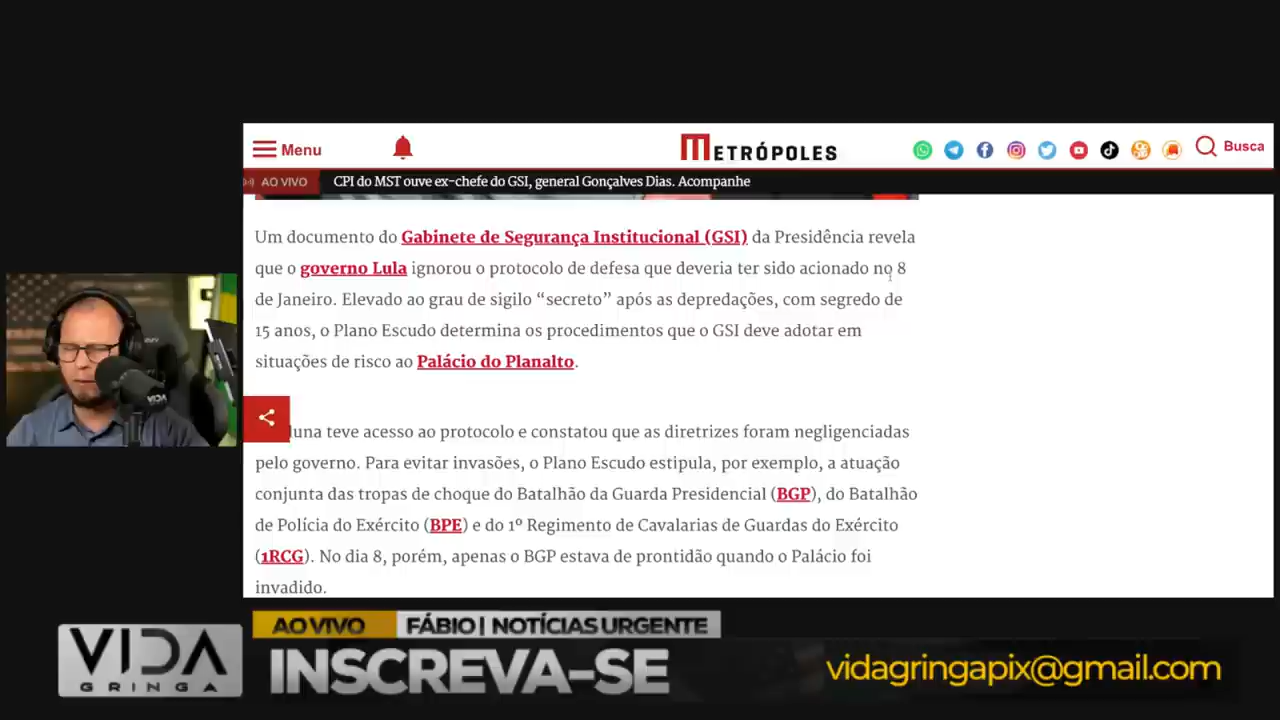 Menu
METRÓPOLES
Busca
AO VIVO
CPI do MST ouve ex-chefe do GSI, general Gonçalves Dias. Acompanhe
Um documento do Gabinete de Segurança Institucional (GSI) da Presidência revela
que o governo Lula ignorou o protocolo de defesa que deveria ter sido acionado no 8
de Janeiro. Elevado ao grau de sigilo “secreto” após as depredações, com segredo de
15 anos, o Plano Escudo determina os procedimentos que o GSI deve adotar em
situações de risco ao Palácio do Planalto.
luna teve acesso ao protocolo e constatou que as diretrizes foram negligenciadas
pelo governo. Para evitar invasões, o Plano Escudo estipula, por exemplo, a atuação
conjunta das tropas de choque do Batalhão da Guarda Presidencial (BGP), do Batalhão
de Polícia do Exército (BPE) e do 1º Regimento de Cavalarias de Guardas do Exército
(1RCG). No dia 8, porém, apenas o BGP estava de prontidão quando o Palácio foi
invadido.
VIDA
AO VIVO
FÁBIO | NOTÍCIAS URGENTE
VIDA
GRINGA
INSCREVA-SE
vidagringapix@gmail.com